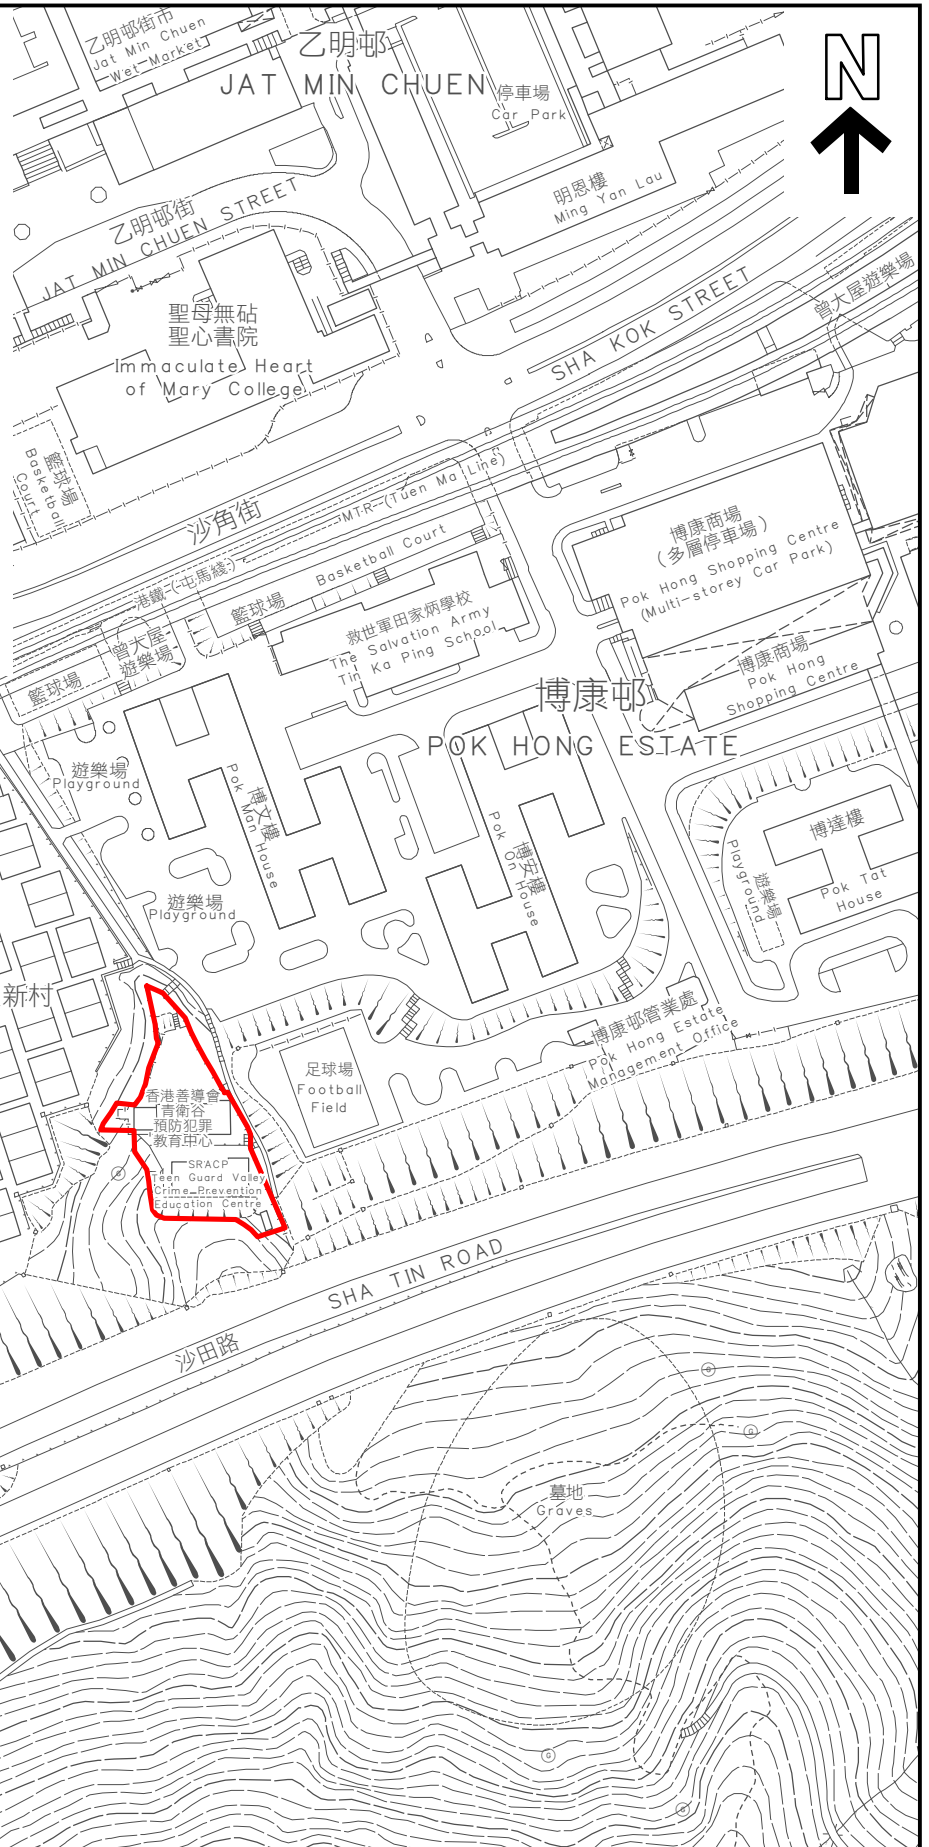 N
乙明邨街市
Jat Min Chuen
Wet Market
乙明邨
JAT MIN CHUEN
停車場
Car Park
明恩樓
Ming Yan Lau
乙明邨街
JAT MIN CHUEN STREET
聖母無砧
聖心書院
Immaculate Heart
of Mary College
SHA KOK STREET
曾大屋遊樂場
籃球場
Basketball
Court
沙角街
MTR (Tuen Ma Line)
港鐵 (屯馬綫)
Basketball Court
籃球場
博康商場
(多層停車場)
Pok Hong Shopping Centre
(Multi-storey Car Park)
救世軍田家炳學校
The Salvation Army
Tin Ka Ping School
曾大屋
遊樂場
籃球場
博康商場
Pok Hong
Shopping Centre
博康邨
POK HONG ESTATE
遊樂場
Playground
博文樓
Pok Man House
博安樓
Pok On House
博達樓
Pok Tat
House
遊樂場
Playground
遊樂場
Playground
新村
博康邨管業處
Pok Hong Estate
Management Office
足球場
Football
Field
香港善導會
青衛谷
預防犯罪
教育中心
SRACP
Teen Guard Valley
Crime Prevention
Education Centre
G
SHA TIN ROAD
沙田路
G
G
墓地
Graves
G
G